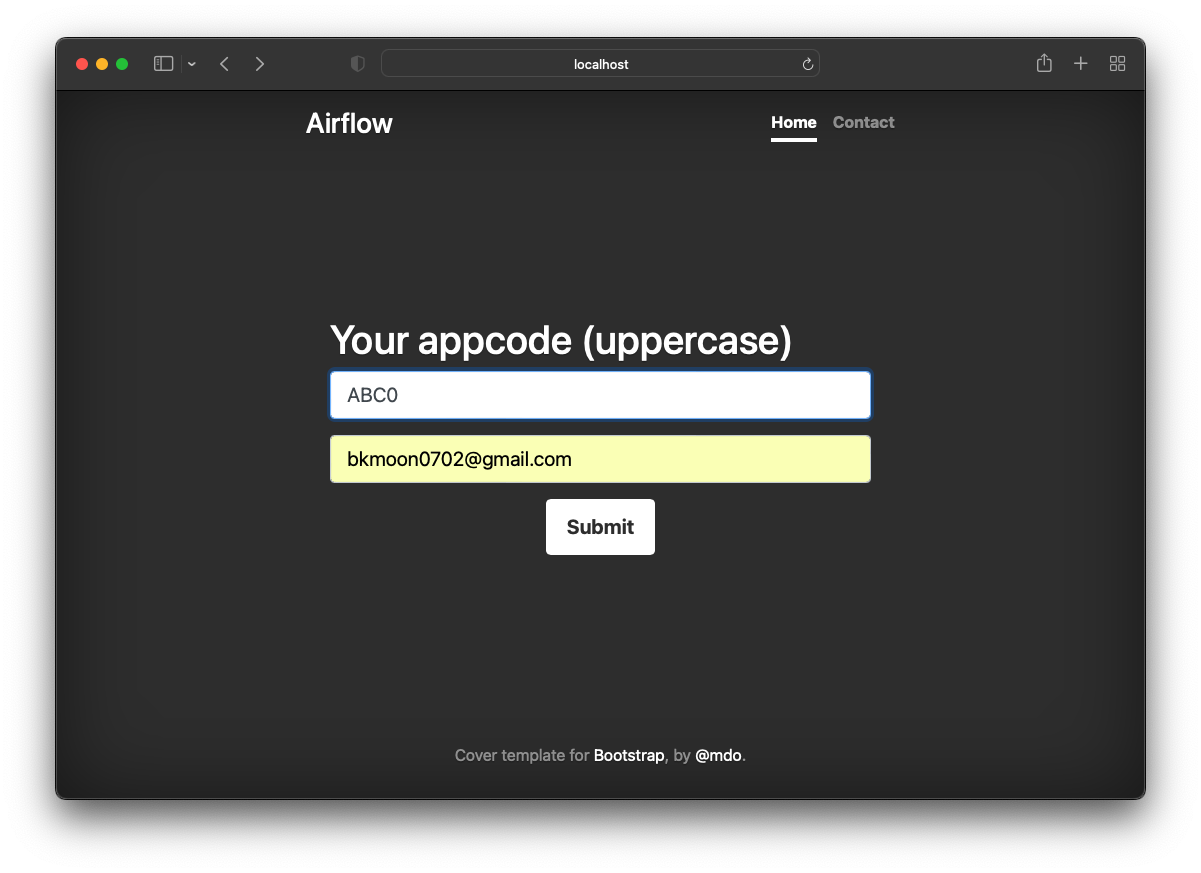 localhost
Airflow
Home Contact
Your appcode (uppercase)
ABC0
bkmoon0702@gmail.com
Submit
Cover template for Bootstrap, by @mdo.